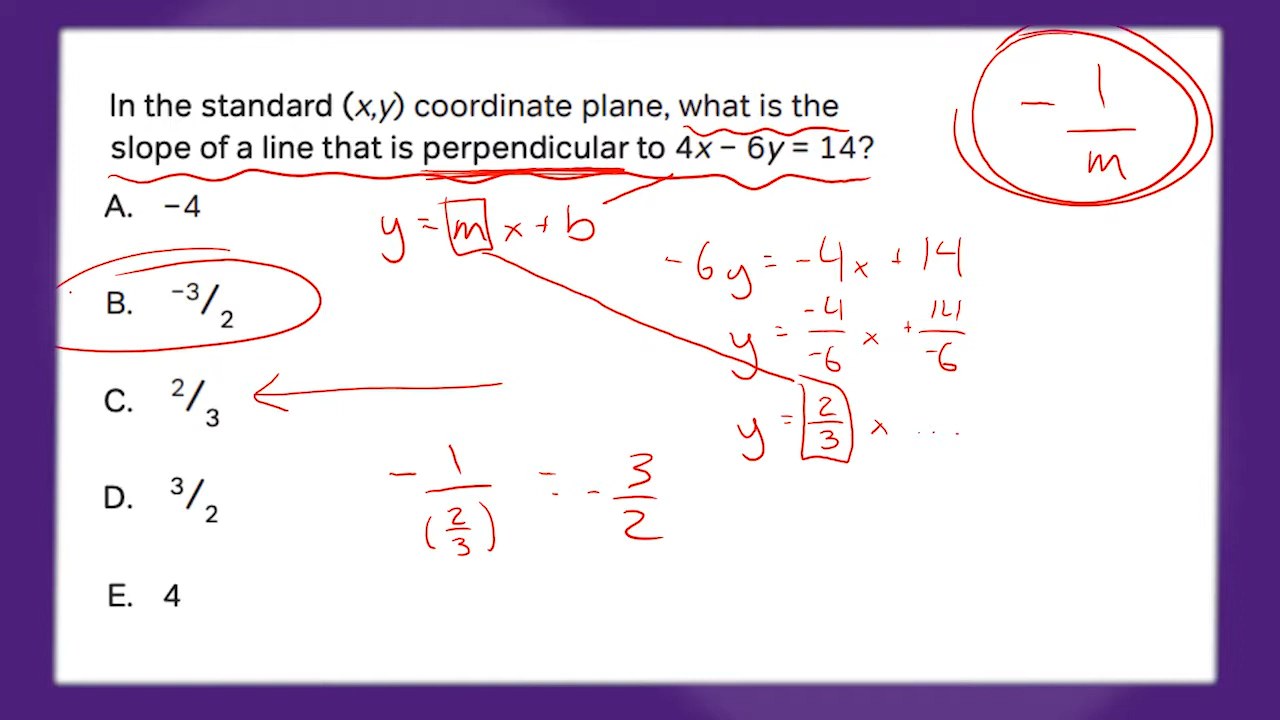 In the standard (x,y) coordinate plane, what is the
slope of a line that is perpendicular to 4x − 6y = 14?
− 1/m
A. −4
y = mx + b
-6y = -4x + 14
B. −3/2
y = -4/-6 x + 14/-6
C. 2/3
y = 2/3 x ...
- 1/(2/3) = - 3/2
D. 3/2
E. 4